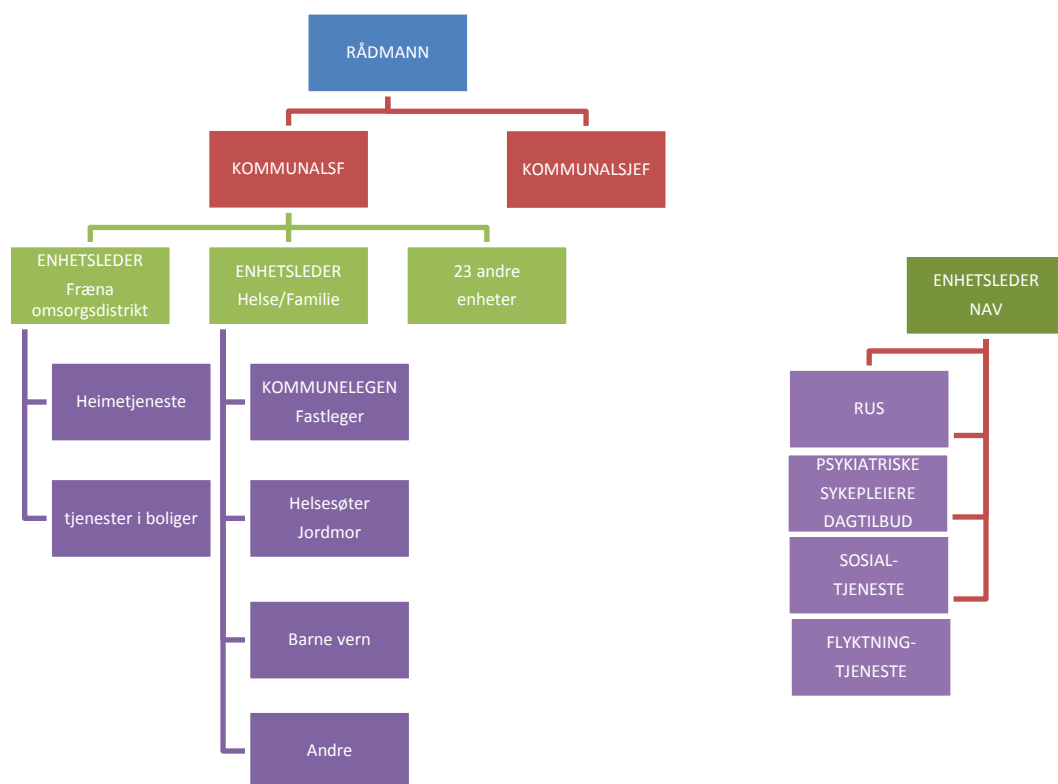 RÅDMANN
KOMMUNALSF
KOMMUNALSJEF
ENHETSLEDER
Fræna
omsorgsdistrikt
ENHETSLEDER
Helse/Familie
23 andre
enheter
ENHETSLEDER
NAV
Heimetjeneste
tjenester i boliger
KOMMUNELEGEN
Fastleger
Helsesøter
Jordmor
Barne vern
Andre
RUS
PSYKIATRISKE
SYKEPLEIERE
DAGTILBUD
SOSIAL-
TJENESTE
FLYKTNING-
TJENESTE